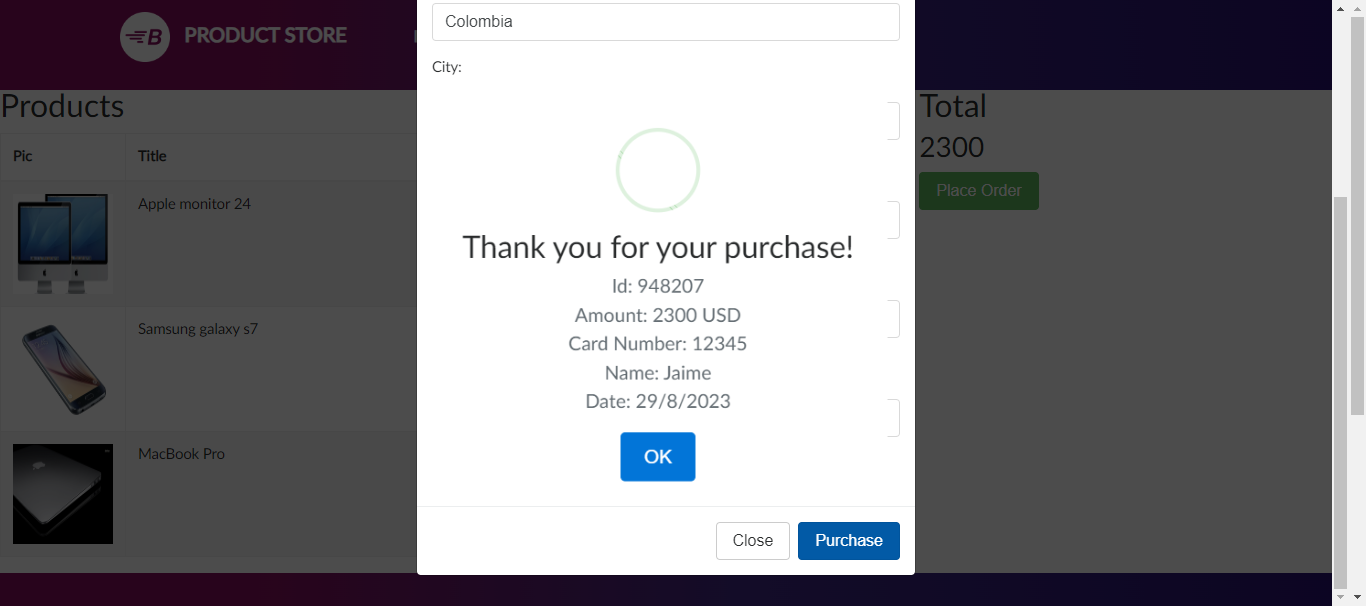 B PRODUCT STORE
Colombia
City:
Products
Pic Title
Apple monitor 24
Samsung galaxy s7
MacBook Pro
Thank you for your purchase!
Id: 948207
Amount: 2300 USD
Card Number: 12345
Name: Jaime
Date: 29/8/2023
OK
Close Purchase
Total
2300
Place Order